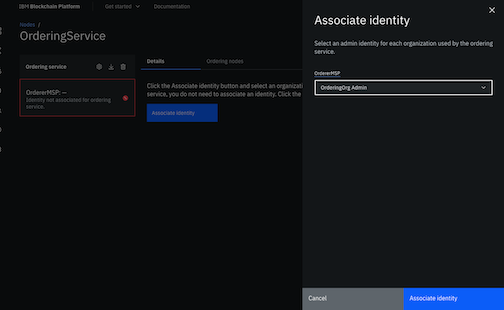 IBM Blockchain Platform
Get started
Documentation
Nodes /
OrderingService
Ordering service
OrdererMSP: —
Identity not associated for ordering
service.
Details
Ordering nodes
Click the Associate identity button and select an organizati
service, you do not need to associate an identity. Click the
Associate identity
Associate identity
Select an admin identity for each organization used by the ordering
service.
OrdererMSP
OrderingOrg Admin
Cancel
Associate identity